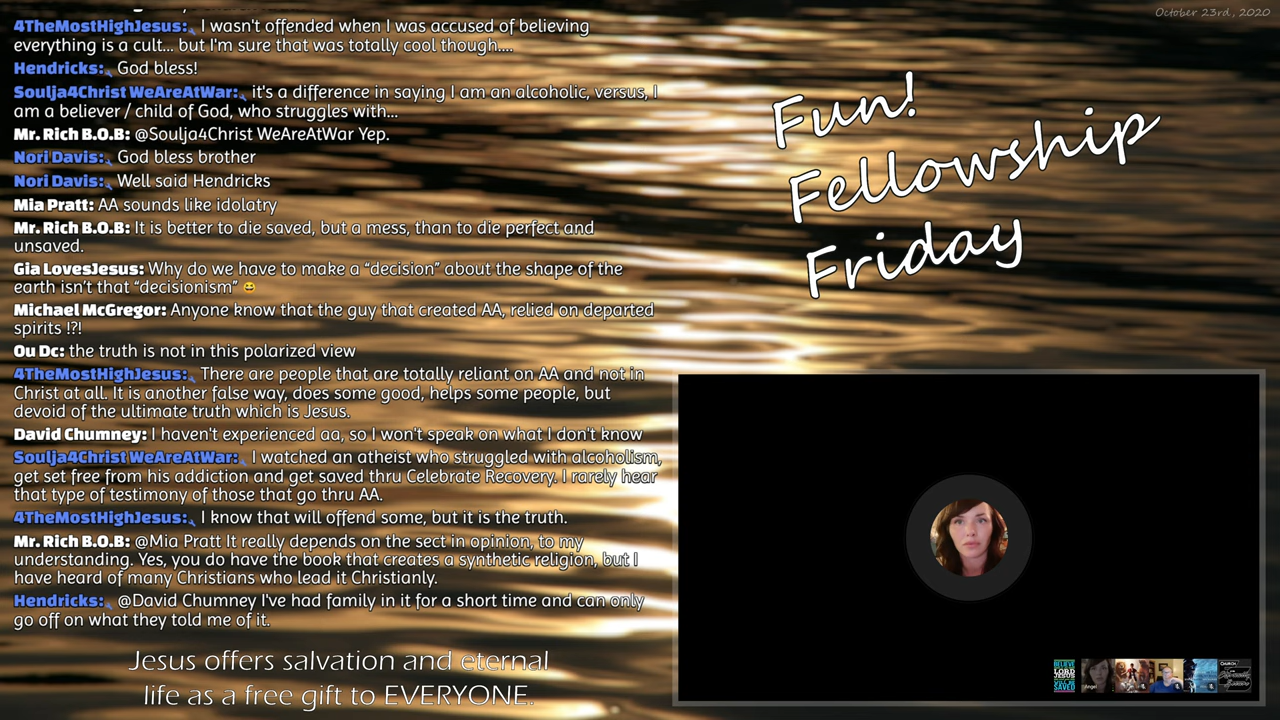 October 23rd, 2020
4TheMostHighJesus: I wasn't offended when I was accused of believing
everything is a cult... but I'm sure that was totally cool though....
Hendricks: God bless!
Soulja4Christ WeAreAtWar: it's a difference in saying I am an alcoholic, versus, I
am a believer / child of God, who struggles with...
Mr. Rich B.O.B: @Soulja4Christ WeAreAtWar Yep.
Nori Davis: God bless brother
Nori Davis: Well said Hendricks
Mia Pratt: AA sounds like idolatry
Mr. Rich B.O.B: It is better to die saved, but a mess, than to die perfect and
unsaved.
Gia LovesJesus: Why do we have to make a “decision” about the shape of the
earth isn’t that “decisionism” 😄
Michael McGregor: Anyone know that the guy that created AA, relied on departed
spirits !?!
Ou Dc: the truth is not in this polarized view
4TheMostHighJesus: There are people that are totally reliant on AA and not in
Christ at all. It is another false way, does some good, helps some people, but
devoid of the ultimate truth which is Jesus.
David Chumney: I haven't experienced aa, so I won't speak on what I don't know
Soulja4Christ WeAreAtWar: I watched an atheist who struggled with alcoholism,
get set free from his addiction and get saved thru Celebrate Recovery. I rarely hear
that type of testimony of those that go thru AA.
4TheMostHighJesus: I know that will offend some, but it is the truth.
Mr. Rich B.O.B: @Mia Pratt It really depends on the sect in opinion, to my
understanding. Yes, you do have the book that creates a synthetic religion, but I
have heard of many Christians who lead it Christianly.
Hendricks: @David Chumney I've had family in it for a short time and can only
go off on what they told me of it.
Jesus offers salvation and eternal
life as a free gift to EVERYONE.
Fun!
Fellowship
Friday
BELIEVE
LORD
JESUS
SAVED
Angel
CHURCH